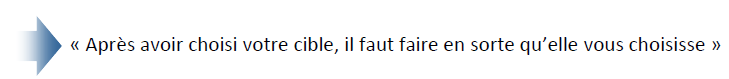 « Après avoir choisi votre cible, il faut faire en sorte qu’elle vous choisisse »